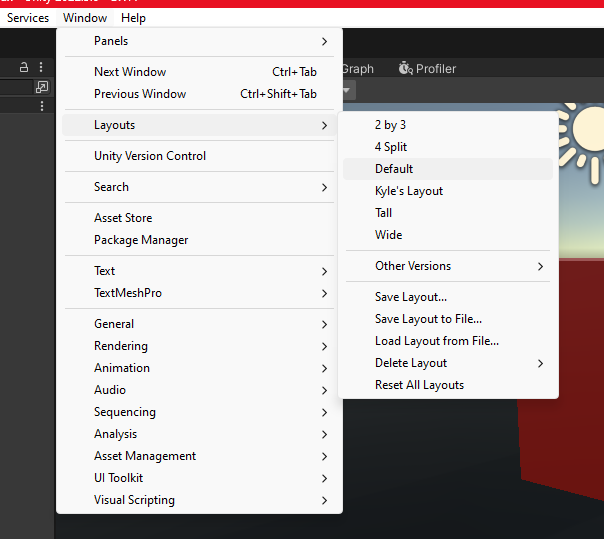 Services Window Help
Panels
Next Window Ctrl+Tab
Previous Window Ctrl+Shift+Tab
Layouts
Unity Version Control
Search
Asset Store
Package Manager
Text
TextMeshPro
General
Rendering
Animation
Audio
Sequencing
Analysis
Asset Management
UI Toolkit
Visual Scripting
Graph Profiler
2 by 3
4 Split
Default
Kyle's Layout
Tall
Wide
Other Versions
Save Layout...
Save Layout to File...
Load Layout from File...
Delete Layout
Reset All Layouts